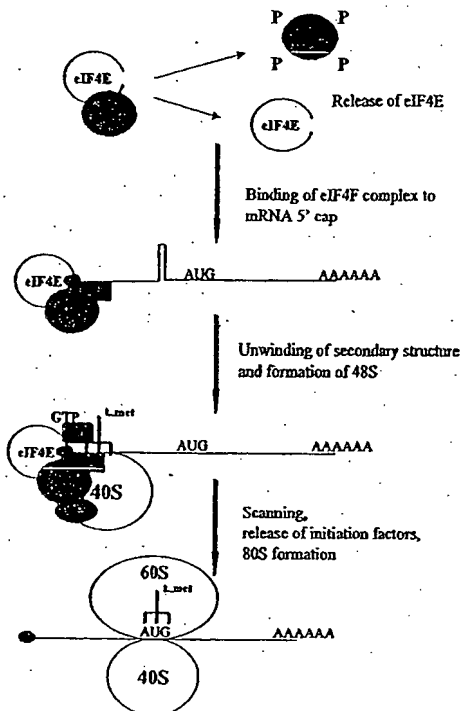 P P
eIF4E
P P
Release of eIF4E
eIF4E
Binding of eIF4F complex to
mRNA 5' cap
eIF4E
AUG
AAAAAA
Unwinding of secondary structure
and formation of 48S
GTP
t_met
eIF4E
AUG
AAAAAA
40S
Scanning,
release of initiation factors,
80S formation
60S
t_met
AUG
AAAAAA
40S